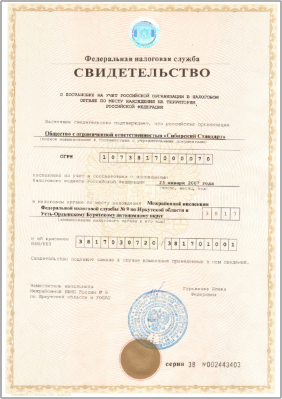 Федеральная налоговая служба
СВИДЕТЕЛЬСТВО
О ПОСТАНОВКЕ НА УЧЕТ РОССИЙСКОЙ ОРГАНИЗАЦИИ В НАЛОГОВОМ
ОРГАНЕ ПО МЕСТУ НАХОЖДЕНИЯ НА ТЕРРИТОРИИ
РОССИЙСКОЙ ФЕДЕРАЦИИ
Настоящее свидетельство подтверждает, что российская организация
Общество с ограниченной ответственностью «Сибирский Стандарт»
(полное наименование в соответствии с учредительными документами)
ОГРН
поставлена на учет в соответствии с положениями
Налогового кодекса Российской Федерации 23 января 2007 года
(число, месяц, год)
в налоговом органе по месту нахождения Межрайонной инспекции
Федеральной налоговой службы № 9 по Иркутской области и
Усть-Ордынскому Бурятскому автономному округу 3817
(наименование налогового органа и его код)
и ей присвоен
ИНН/КПП 3817030720 381701001
Свидетельство подлежит замене в случае изменения приведенных в нем сведений.
Заместитель начальника
Межрайонной ИФНС России № 9
по Иркутской области и УОБАО
серия 38 №002443403